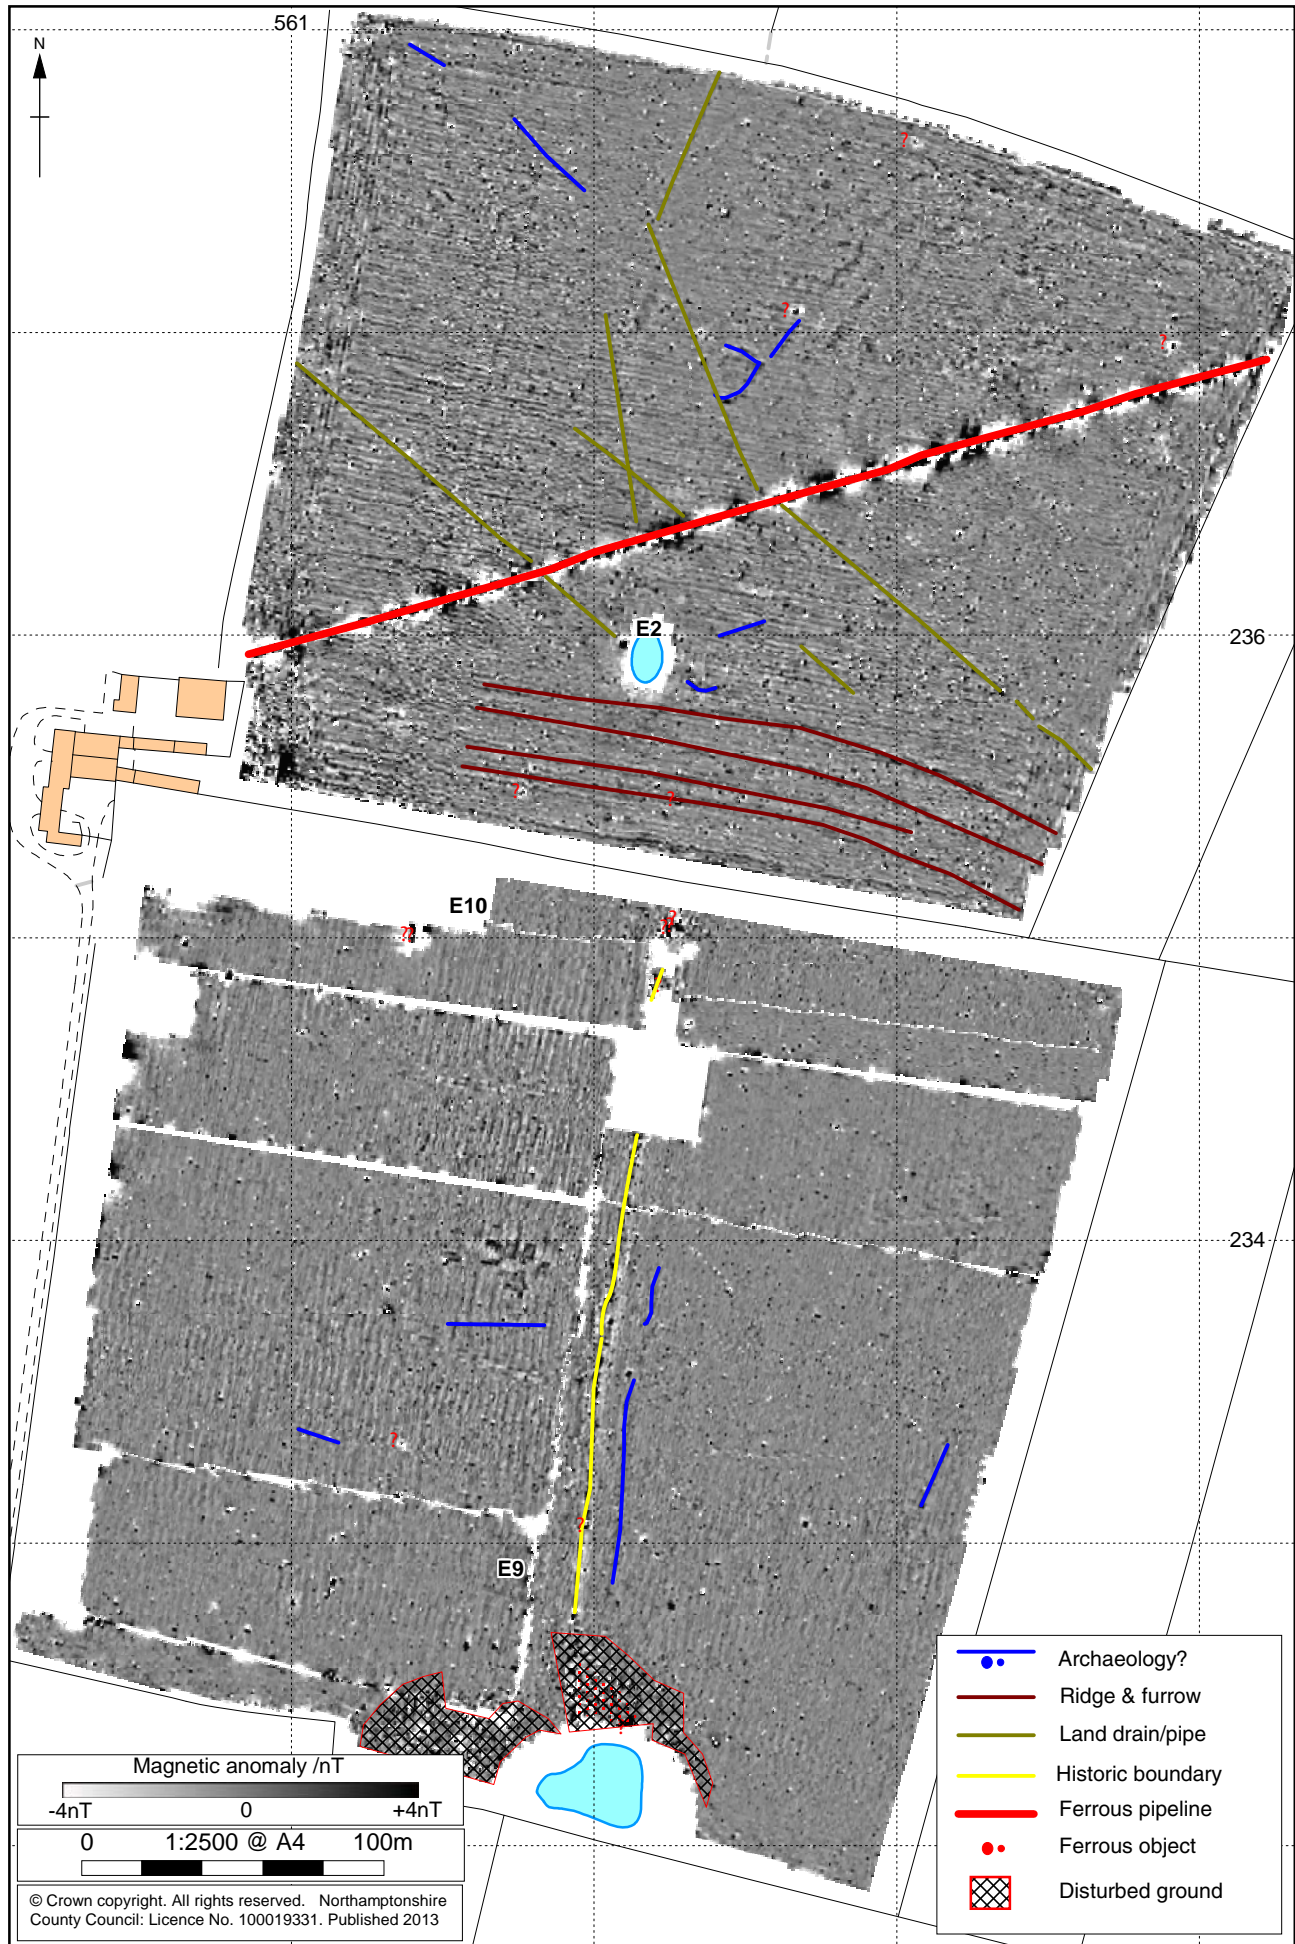 561
N
?
?
?
E2
236
?
?
E10
??
???
234
?
?
E9
Archaeology?
Ridge & furrow
Land drain/pipe
Historic boundary
Ferrous pipeline
Ferrous object
Disturbed ground
Magnetic anomaly /nT
-4nT 0 +4nT
0 1:2500 @ A4 100m
© Crown copyright. All rights reserved. Northamptonshire
County Council: Licence No. 100019331. Published 2013